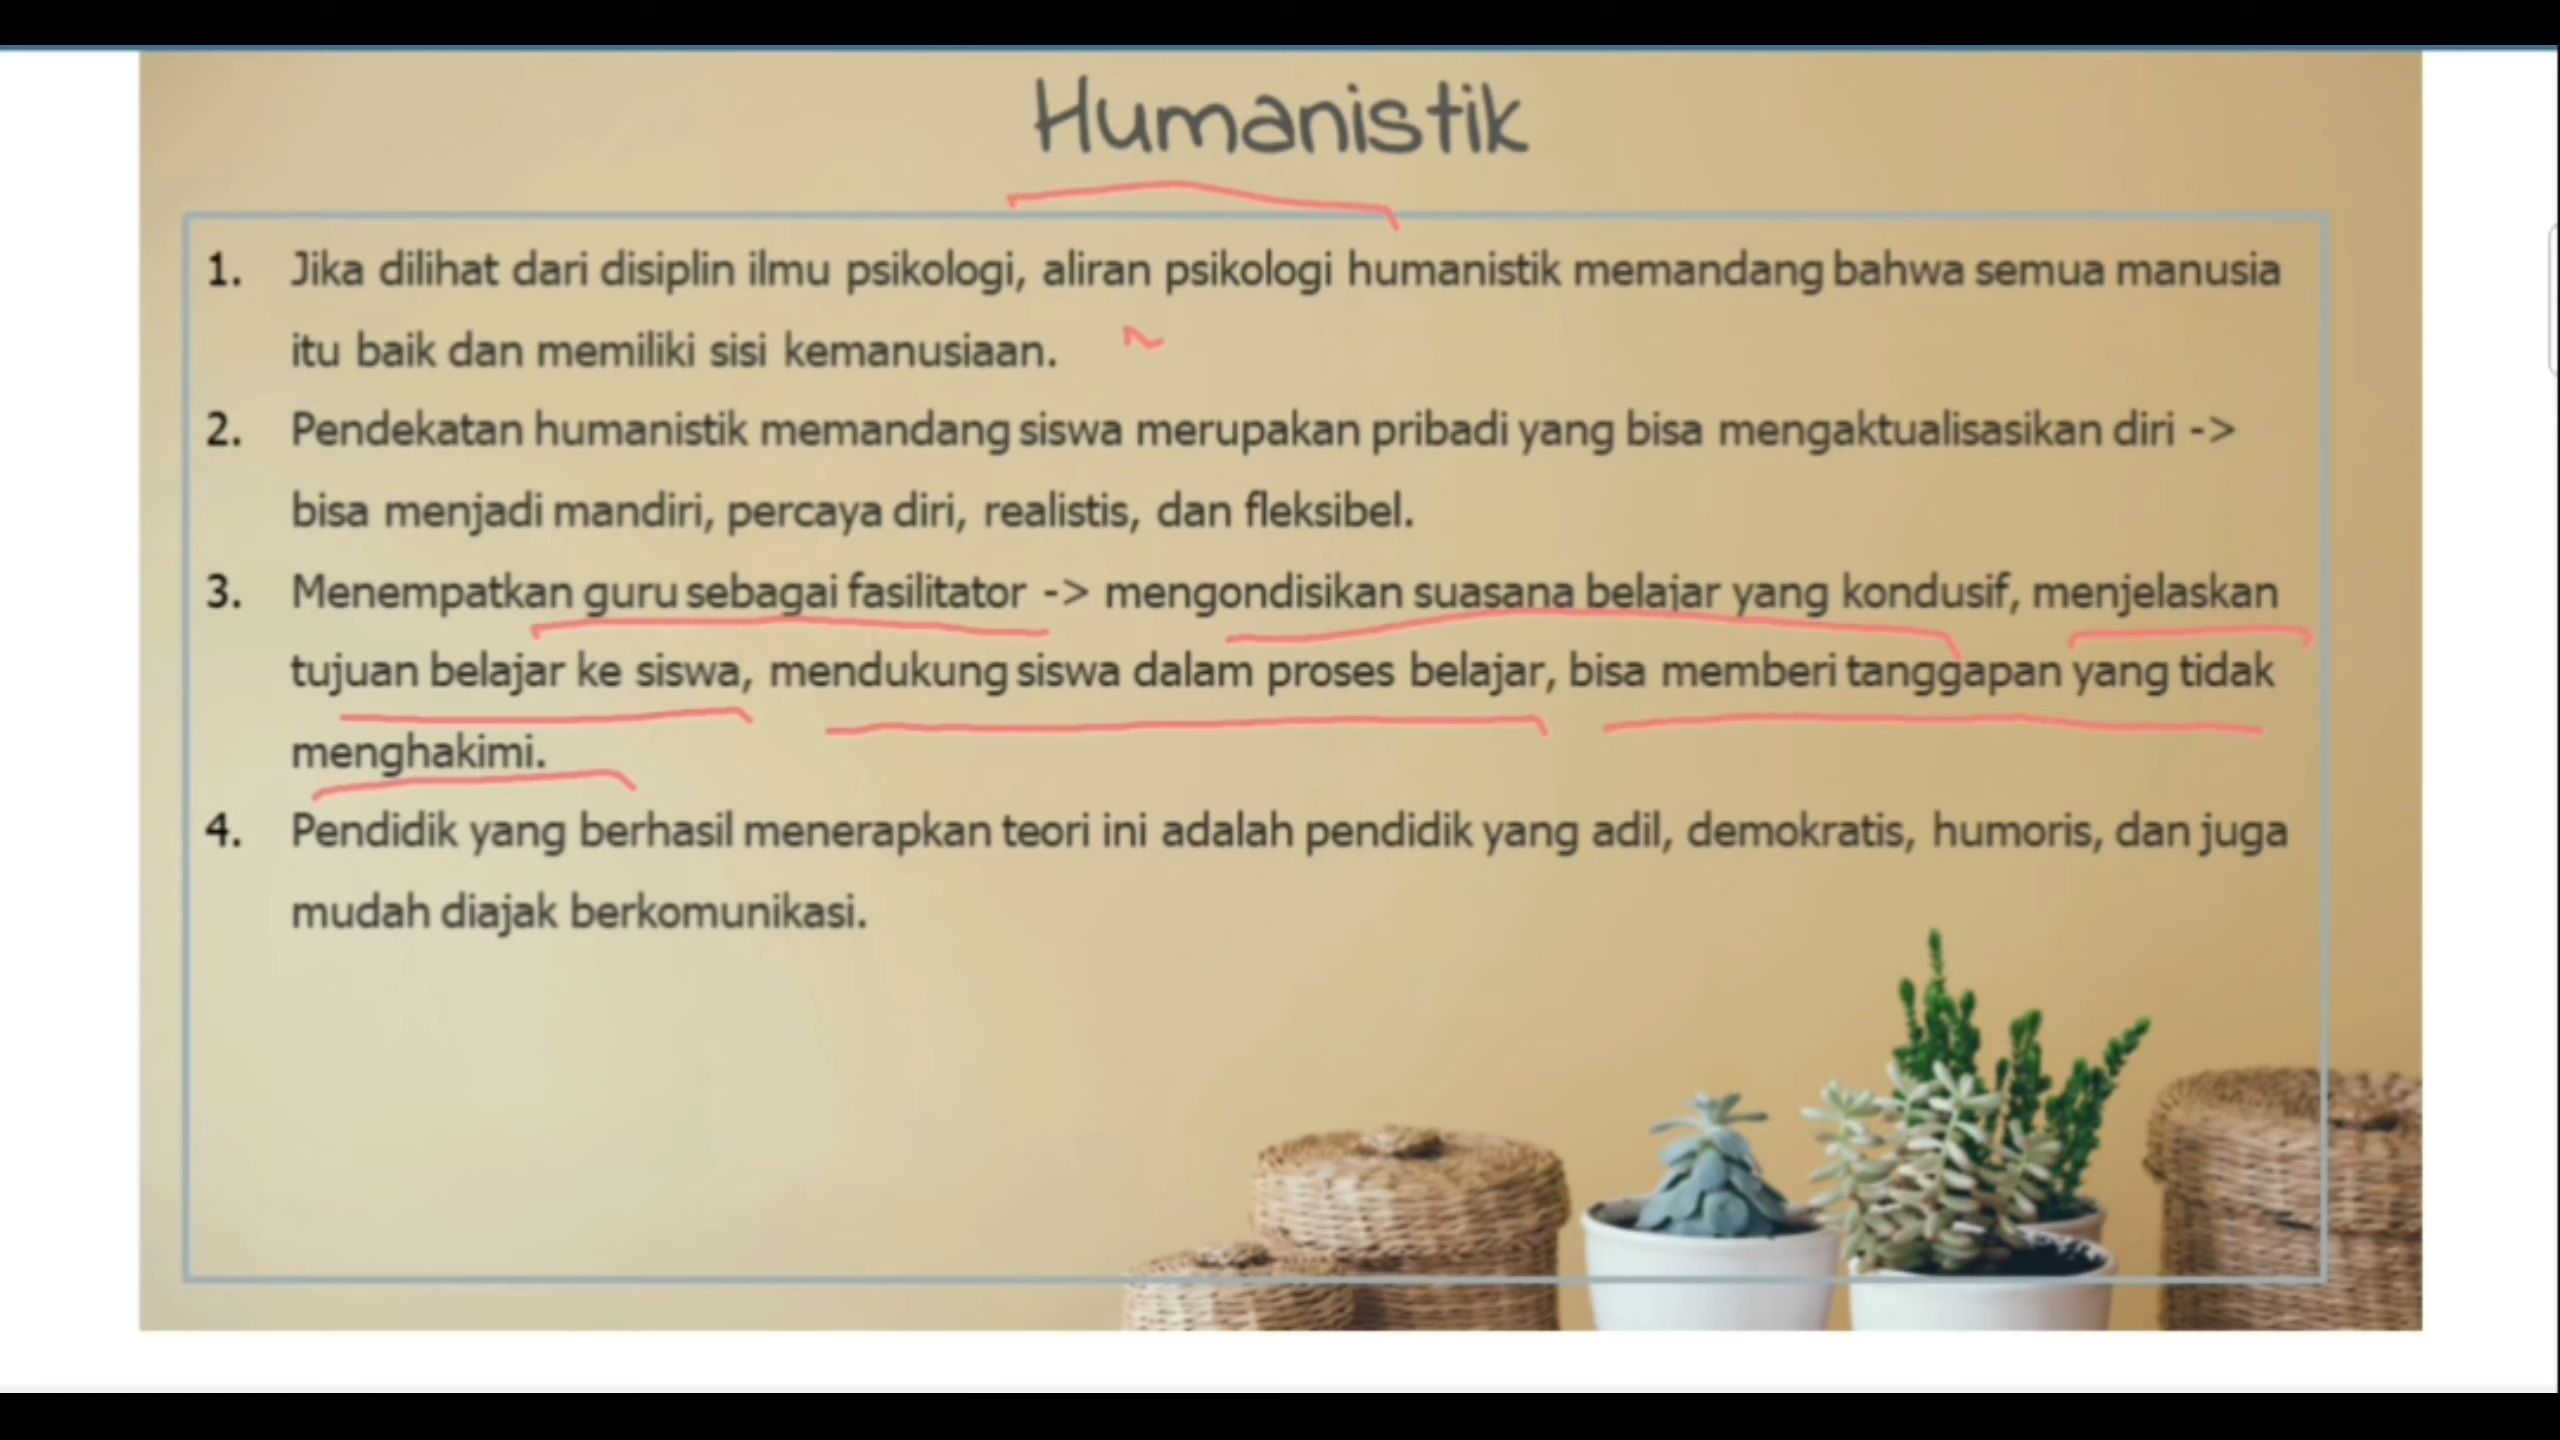 Humanistik
1. Jika dilihat dari disiplin ilmu psikologi, aliran psikologi humanistik memandang bahwa semua manusia
itu baik dan memiliki sisi kemanusiaan.
2. Pendekatan humanistik memandang siswa merupakan pribadi yang bisa mengaktualisasikan diri ->
bisa menjadi mandiri, percaya diri, realistis, dan fleksibel.
3. Menempatkan guru sebagai fasilitator -> mengondisikan suasana belajar yang kondusif, menjelaskan
tujuan belajar ke siswa, mendukung siswa dalam proses belajar, bisa memberi tanggapan yang tidak
menghakimi.
4. Pendidik yang berhasil menerapkan teori ini adalah pendidik yang adil, demokratis, humoris, dan juga
mudah diajak berkomunikasi.